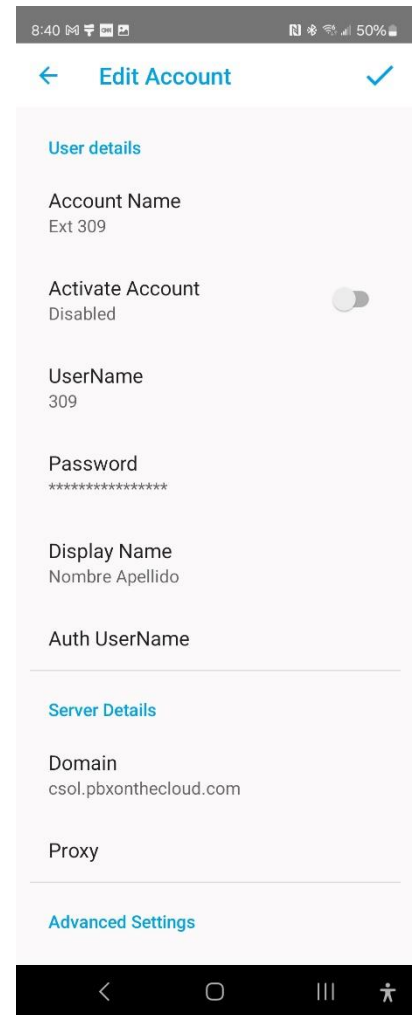 8:40 50%
Edit Account
User details
Account Name
Ext 309
Activate Account
Disabled
UserName
309
Password
****************
Display Name
Nombre Apellido
Auth UserName
Server Details
Domain
csol.pbxonthecloud.com
Proxy
Advanced Settings